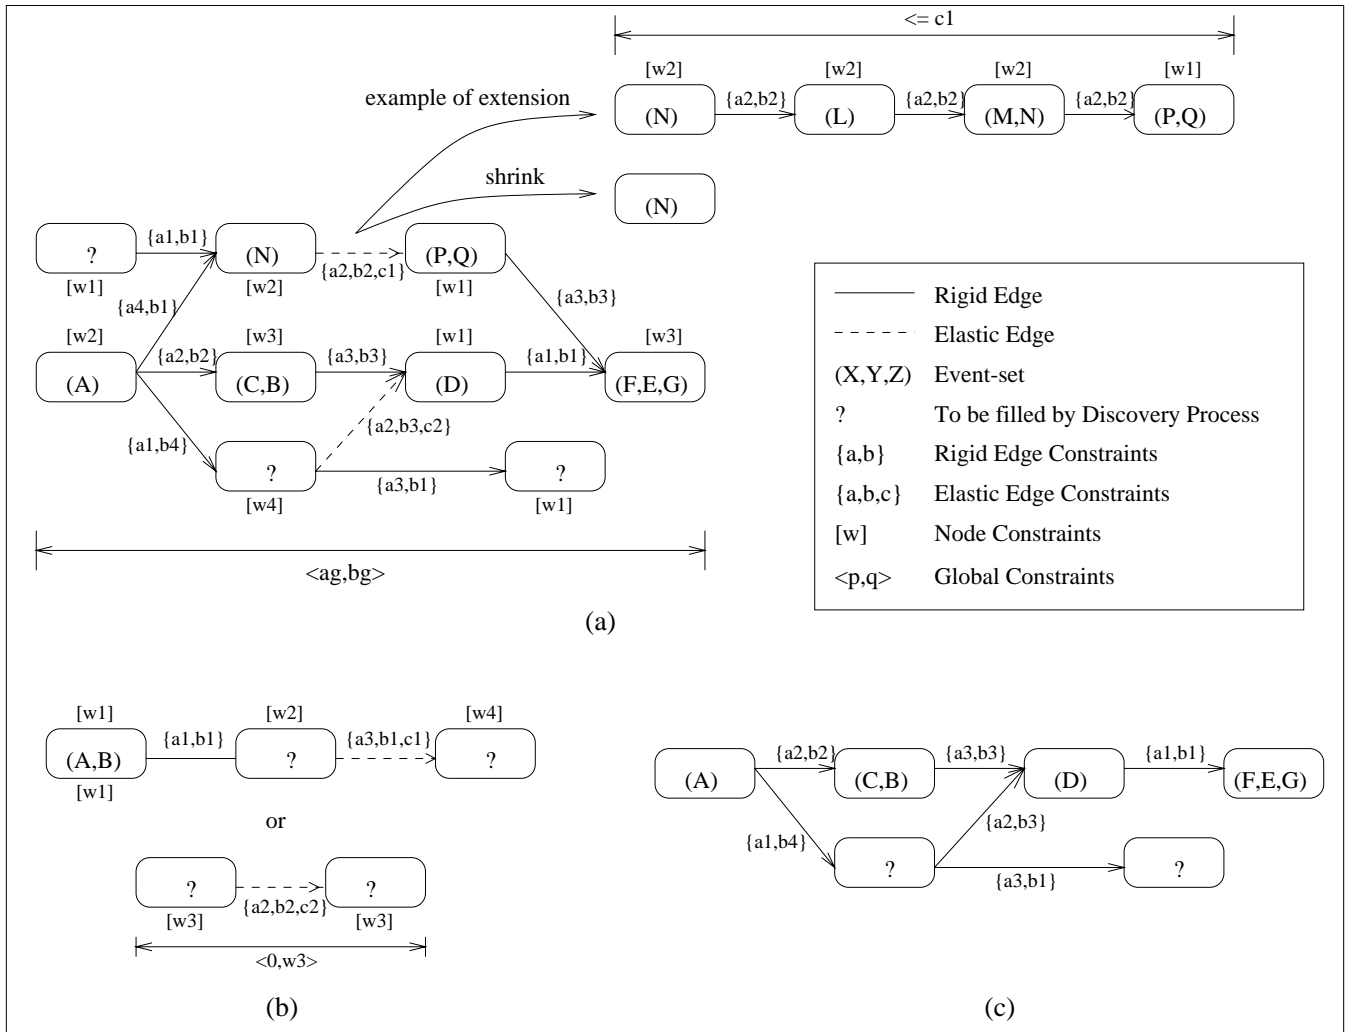 <= c1
[w2] [w2] [w2] [w1]
example of extension
(N) {a2,b2} (L) {a2,b2} (M,N) {a2,b2} (P,Q)
shrink
(N)
? {a1,b1} (N) {a2,b2,c1} (P,Q)
[w1] [w2] [w1]
{a4,b1} {a3,b3}
[w2] [w3] [w1] [w3]
(A) {a2,b2} (C,B) {a3,b3} (D) {a1,b1} (F,E,G)
{a1,b4} {a2,b3,c2}
? {a3,b1} ?
[w4] [w1]
<ag,bg>
Rigid Edge
Elastic Edge
(X,Y,Z) Event-set
? To be filled by Discovery Process
{a,b} Rigid Edge Constraints
{a,b,c} Elastic Edge Constraints
[w] Node Constraints
<p,q> Global Constraints
(a)
[w1] [w2] [w4]
(A,B) {a1,b1} ? {a3,b1,c1} ?
[w1]
or
? {a2,b2,c2} ?
[w3] [w3]
<0,w3>
(b)
(A) {a2,b2} (C,B) {a3,b3} (D) {a1,b1} (F,E,G)
{a1,b4} {a2,b3}
? {a3,b1} ?
(c)